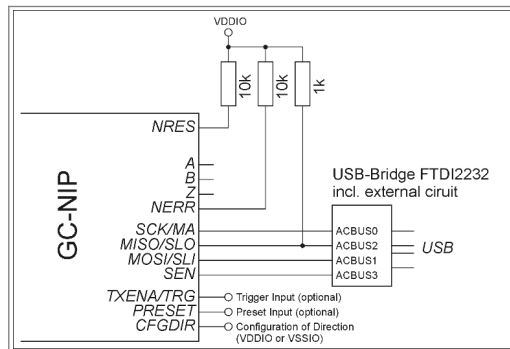 VDDIO
10k
10k
1k
NRES
A
B
Z
NERR
GC-NIP
USB-Bridge FTDI2232
incl. external ciruit
SCK/MA
ACBUS0
MISO/SLO
ACBUS2
USB
MOSI/SLI
ACBUS1
SEN
ACBUS3
TXENA/TRG
Trigger Input (optional)
PRESET
Preset Input (optional)
CFGDIR
Configuration of Direction
(VDDIO or VSSIO)